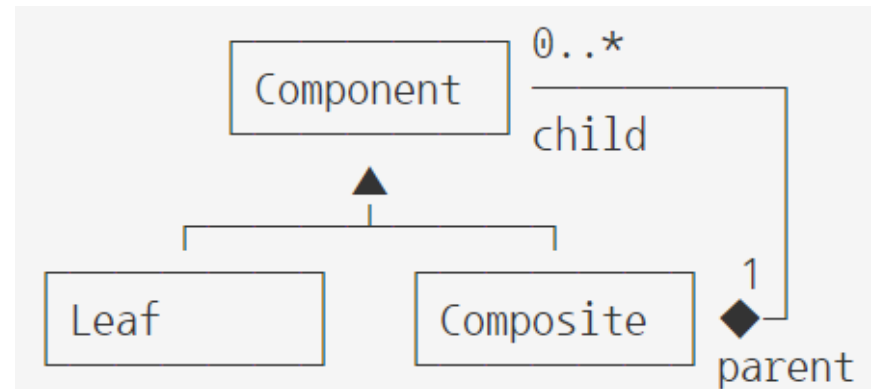 0..*
Component
child
1
Leaf
Composite
parent